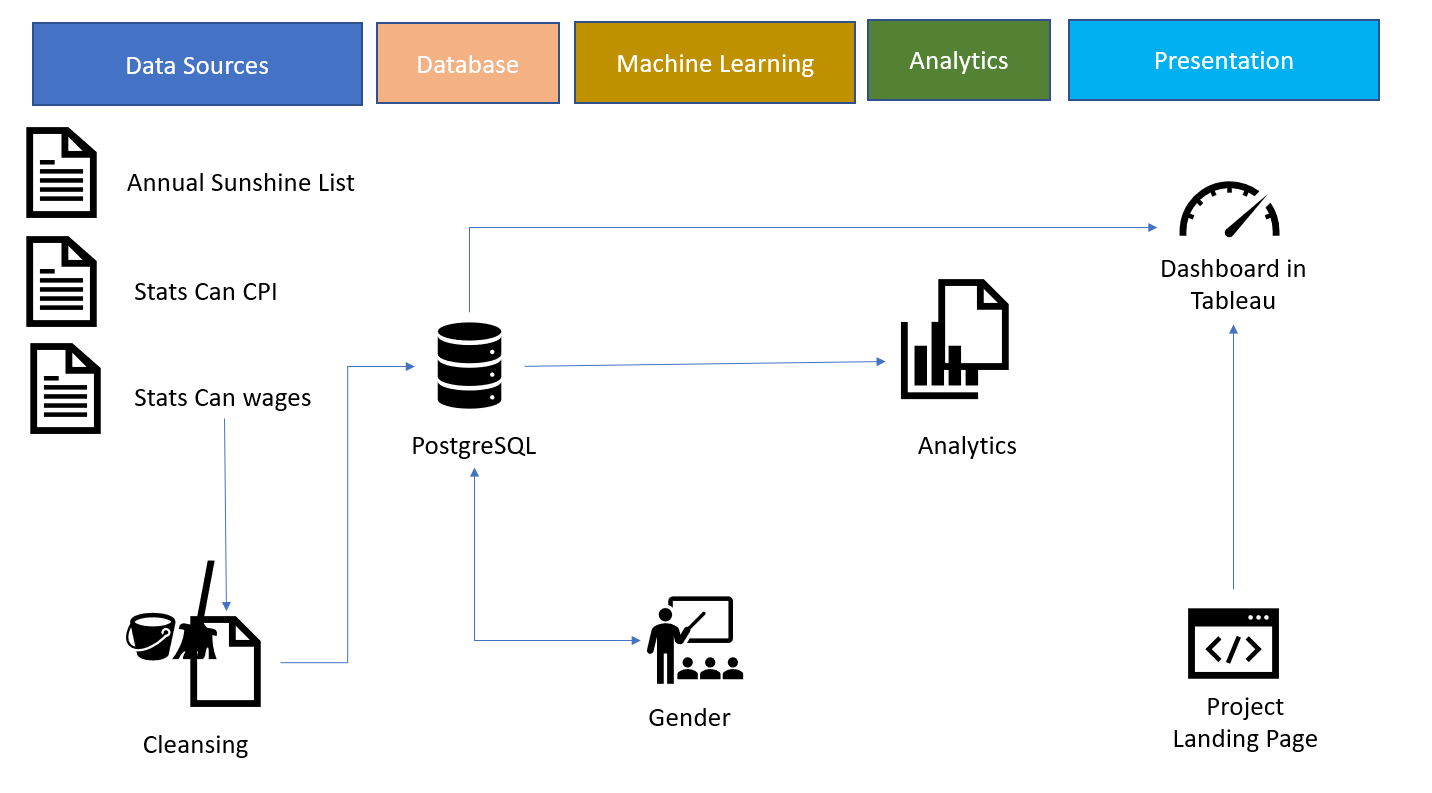 Data Sources
Database
Machine Learning
Analytics
Presentation
Annual Sunshine List
Stats Can CPI
Stats Can wages
Dashboard in
Tableau
PostgreSQL
Analytics
Cleansing
Gender
</>
Project
Landing Page